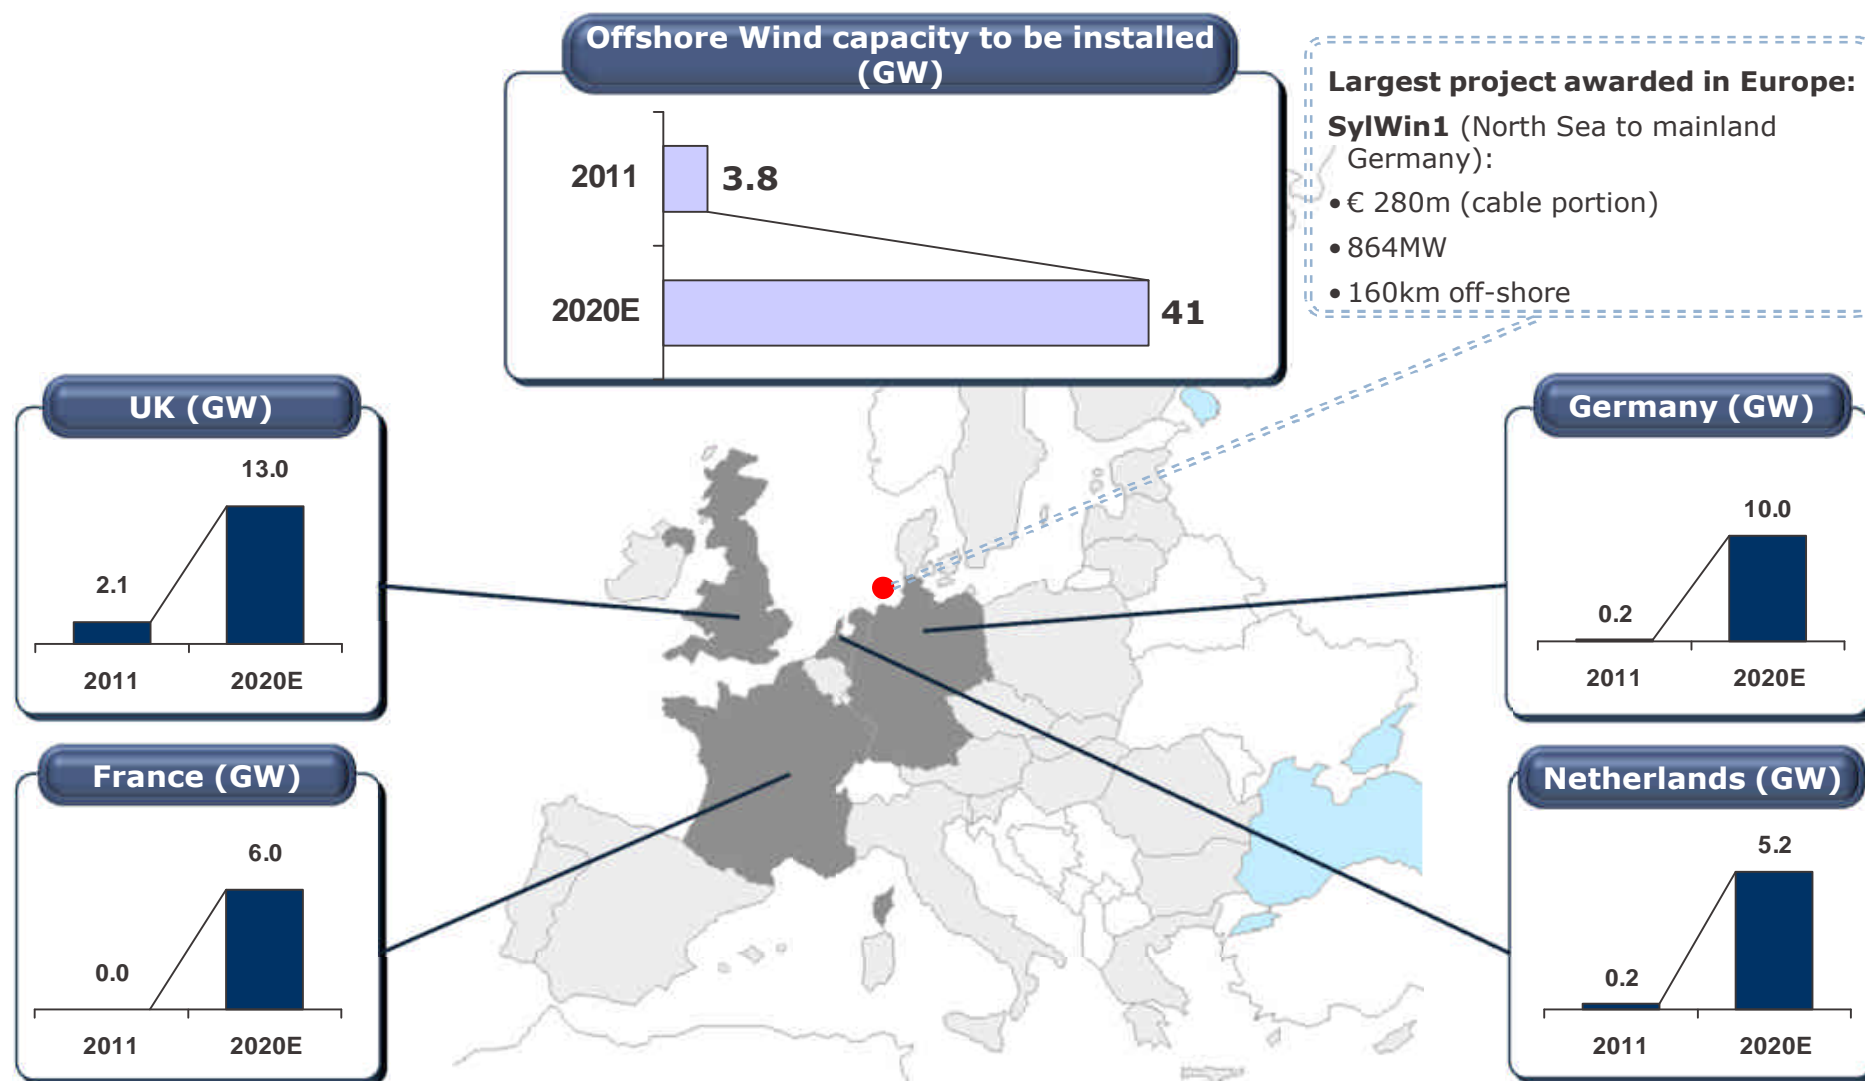 Offshore Wind capacity to be installed
(GW)
2011
3.8
2020E
41
Largest project awarded in Europe:
SylWin1 (North Sea to mainland
Germany):
• € 280m (cable portion)
• 864MW
• 160km off-shore
UK (GW)
13.0
2.1
2011
2020E
Germany (GW)
10.0
0.2
2011
2020E
France (GW)
6.0
0.0
2011
2020E
Netherlands (GW)
5.2
0.2
2011
2020E